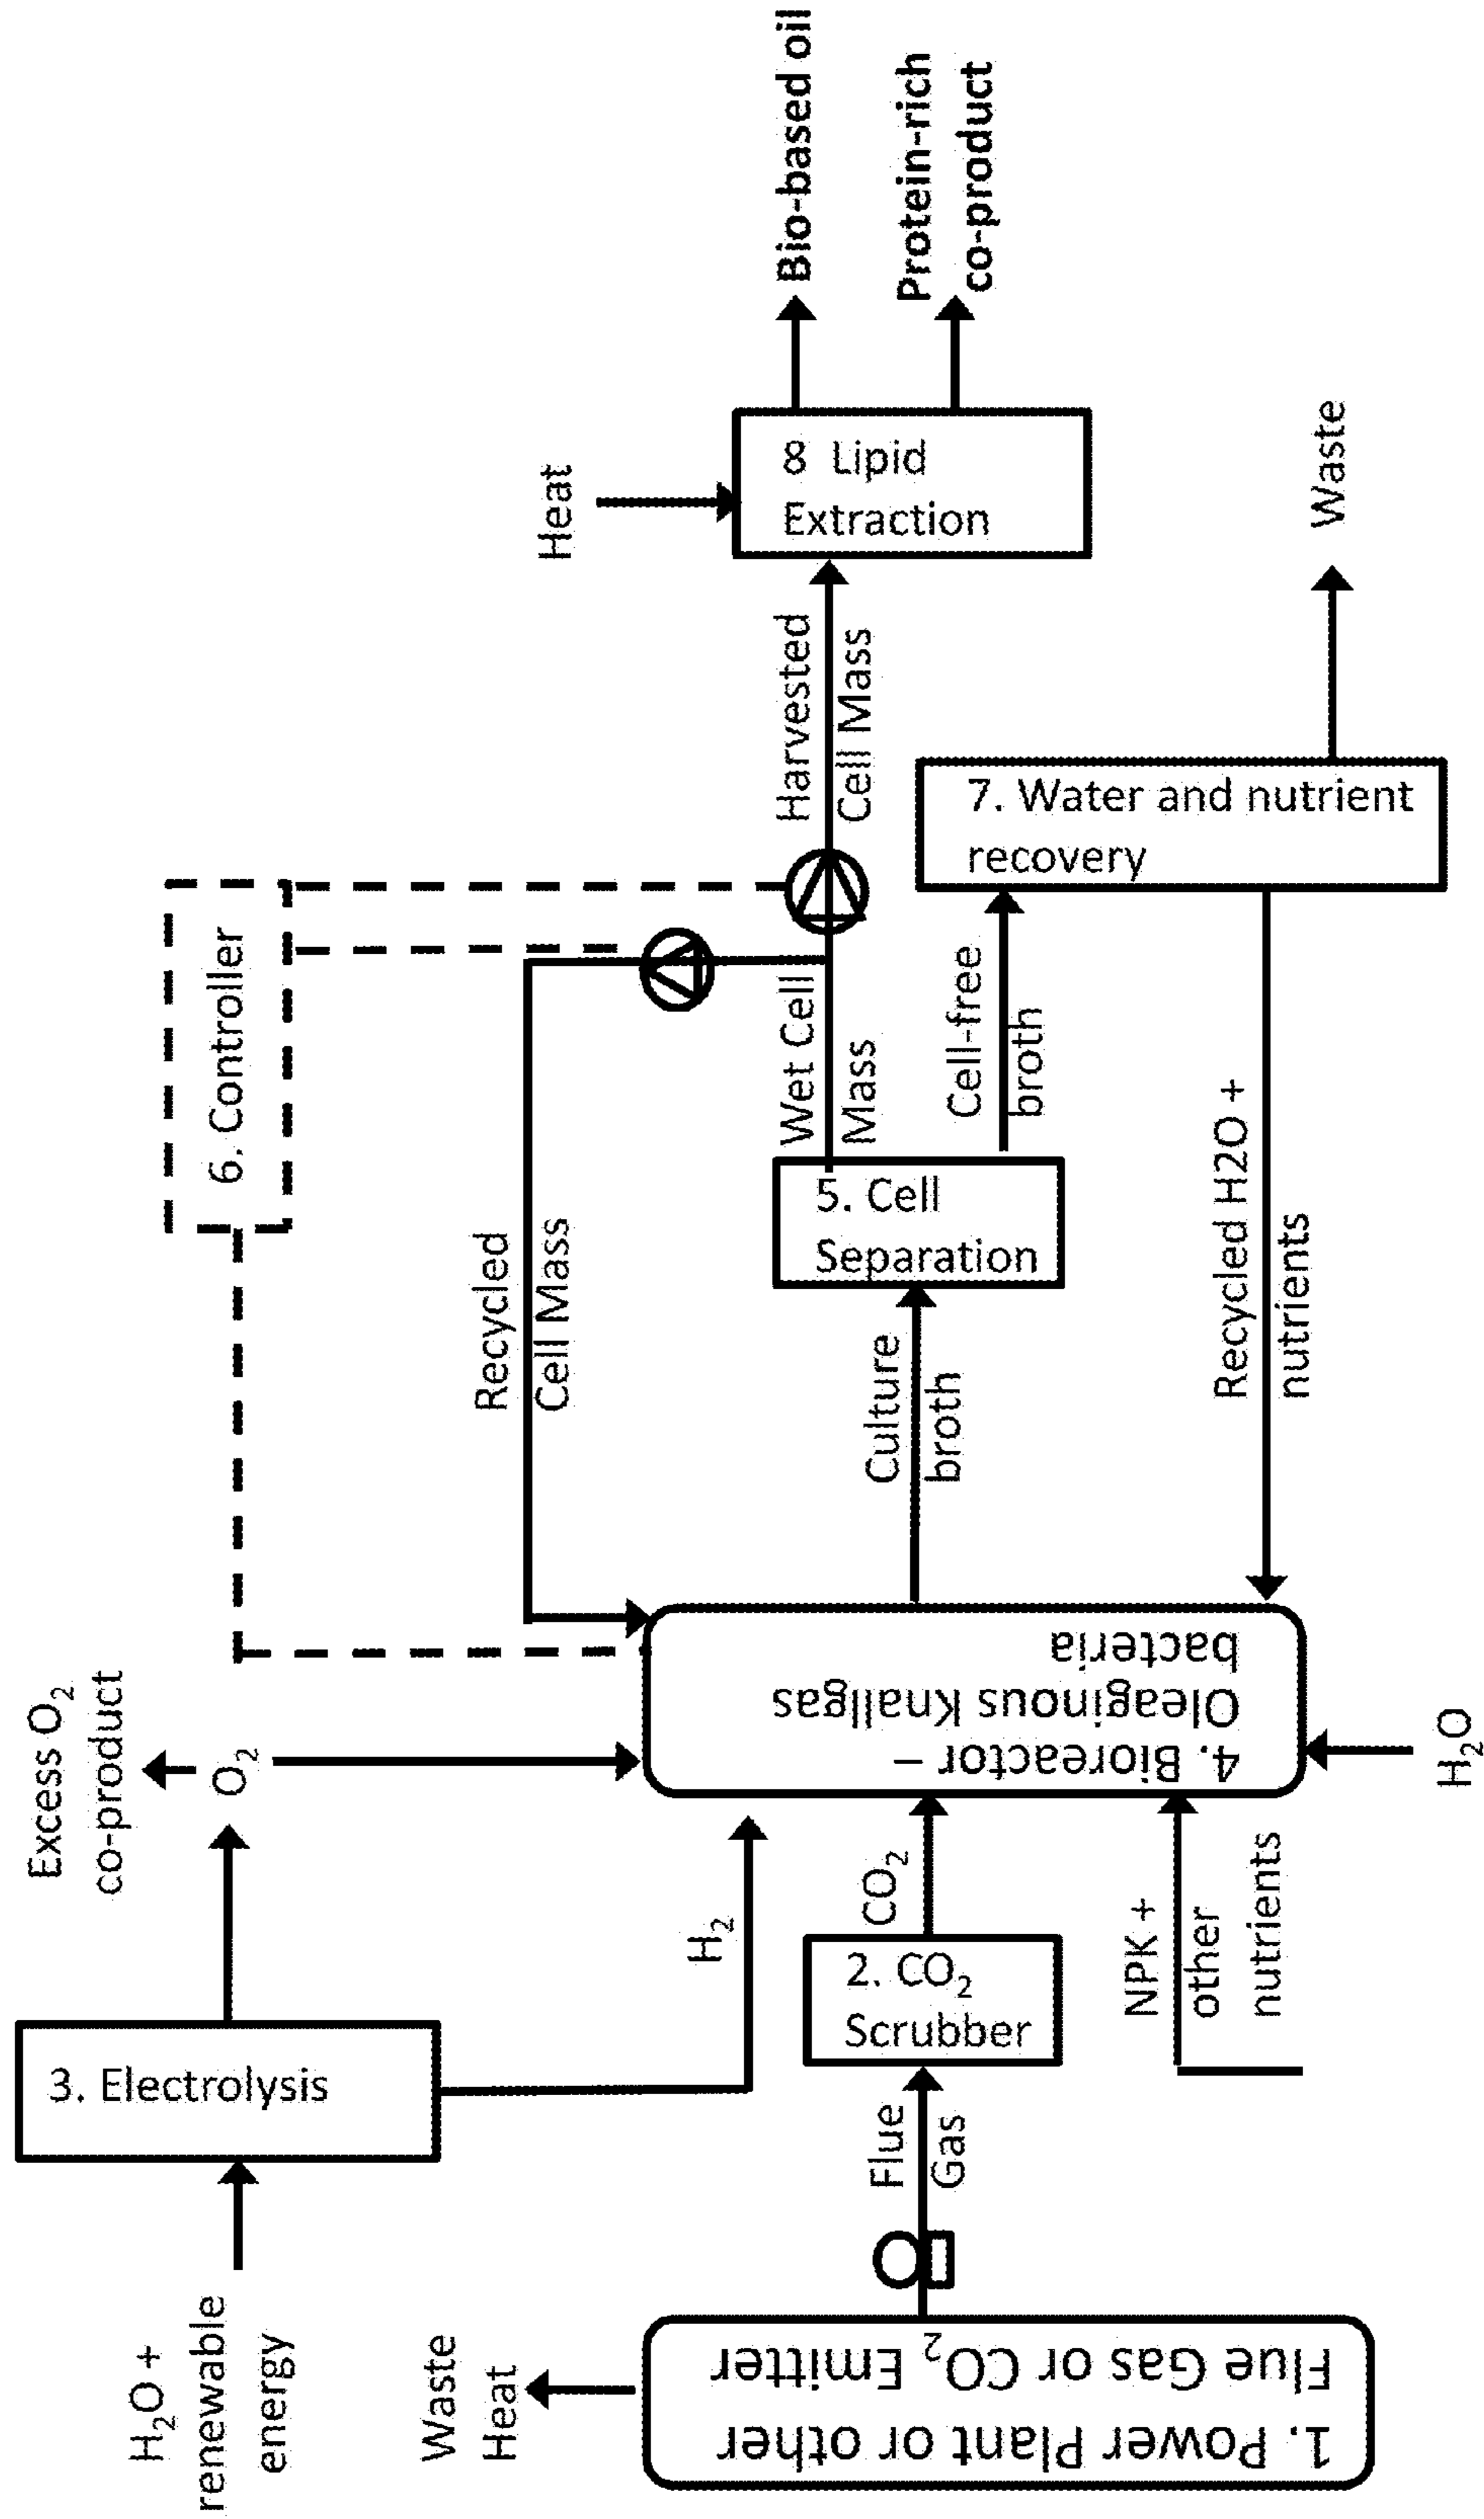 H₂O +
renewable
energy
3. Electrolysis
Excess O₂
co-product
O₂
H₂
Waste
Heat
1. Power Plant or other
Flue Gas or CO₂ Emitter
Flue
Gas
2. CO₂
Scrubber
CO₂
NPK +
other
nutrients
H₂O
4. Bioreactor –
Oleaginous Knallgas
bacteria
Recycled
Cell Mass
6. Controller
Culture
broth
5. Cell
Separation
Wet Cell
Mass
Cell-free
broth
Recycled H2O +
nutrients
7. Water and nutrient
recovery
Waste
Harvested
Cell Mass
Heat
8 Lipid
Extraction
Bio-based oil
Protein-rich
co-product